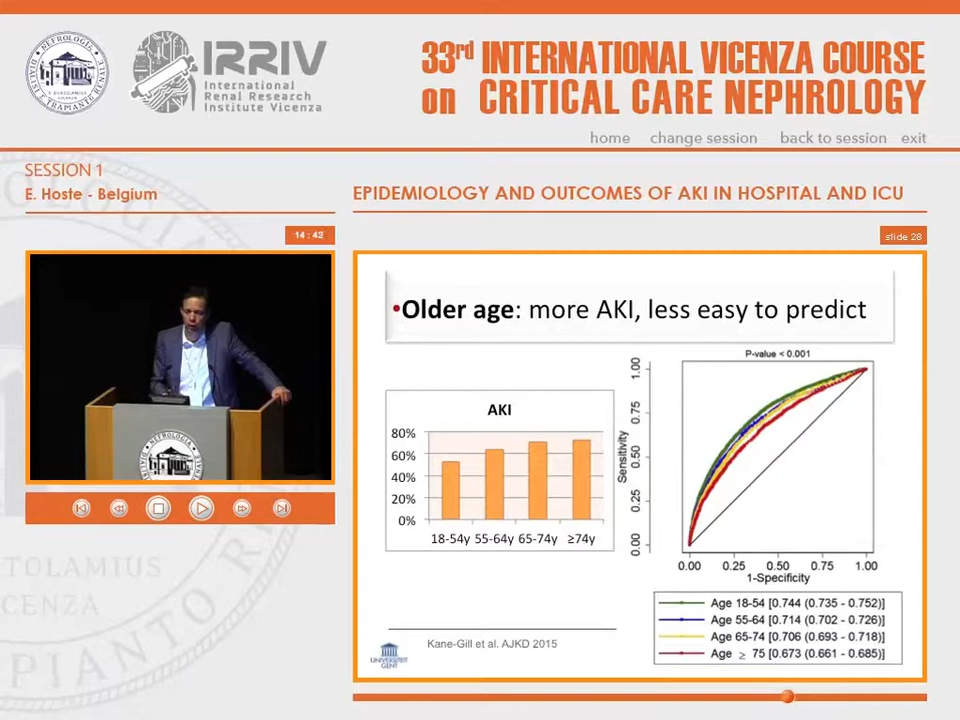 IRRIV
International
Renal Research
Institute Vicenza
33rd INTERNATIONAL VICENZA COURSE
on CRITICAL CARE NEPHROLOGY
home change session back to session exit
SESSION 1
E. Hoste - Belgium
EPIDEMIOLOGY AND OUTCOMES OF AKI IN HOSPITAL AND ICU
14 : 43
slide 28
•Older age: more AKI, less easy to predict
AKI
80%
60%
40%
20%
0%
18-54y 55-64y 65-74y ≥74y
P-value < 0.001
Sensitivity
1.00
0.75
0.50
0.25
0.00
0.00 0.25 0.50 0.75 1.00
1-Specificity
Age 18-54 [0.744 (0.735 - 0.752)]
Age 55-64 [0.714 (0.702 - 0.726)]
Age 65-74 [0.706 (0.693 - 0.718)]
Age ≥ 75 [0.673 (0.661 - 0.685)]
Kane-Gill et al. AJKD 2015
UNIVERSITEIT
GENT
NEFROLOGIA
TOLAMIUS
CENZA